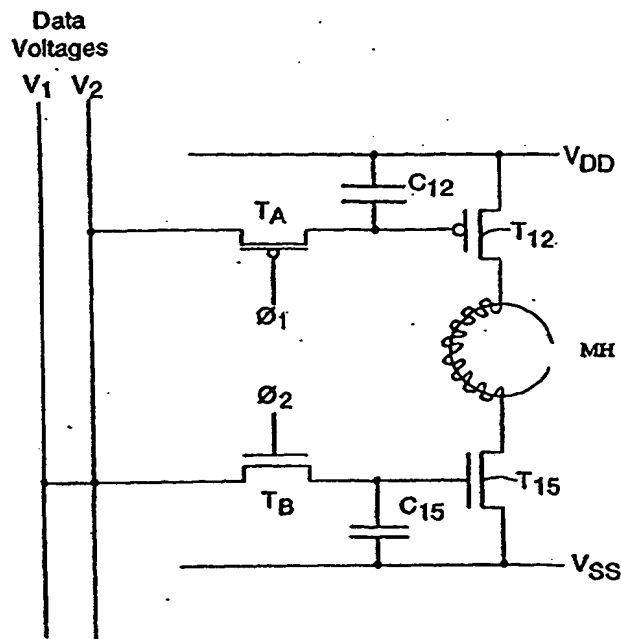 Data
Voltages
V1 V2
VDD
C12
TA
T12
Ø1
MH
Ø2
TB
C15
T15
VSS